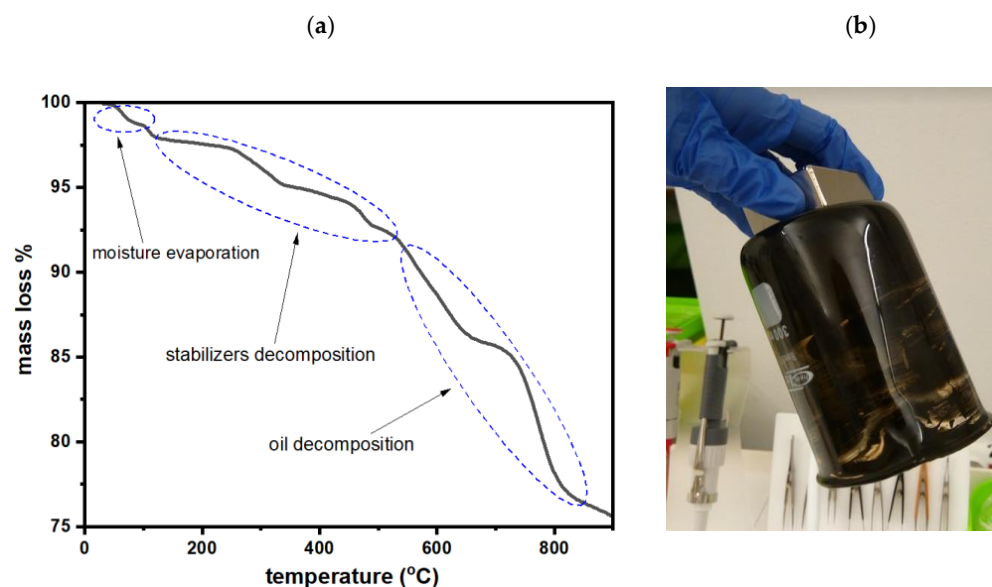 (a)
(b)
100
95
90
85
80
75
mass loss %
moisture evaporation
stabilizers decomposition
oil decomposition
0
200
400
600
800
temperature (°C)
300